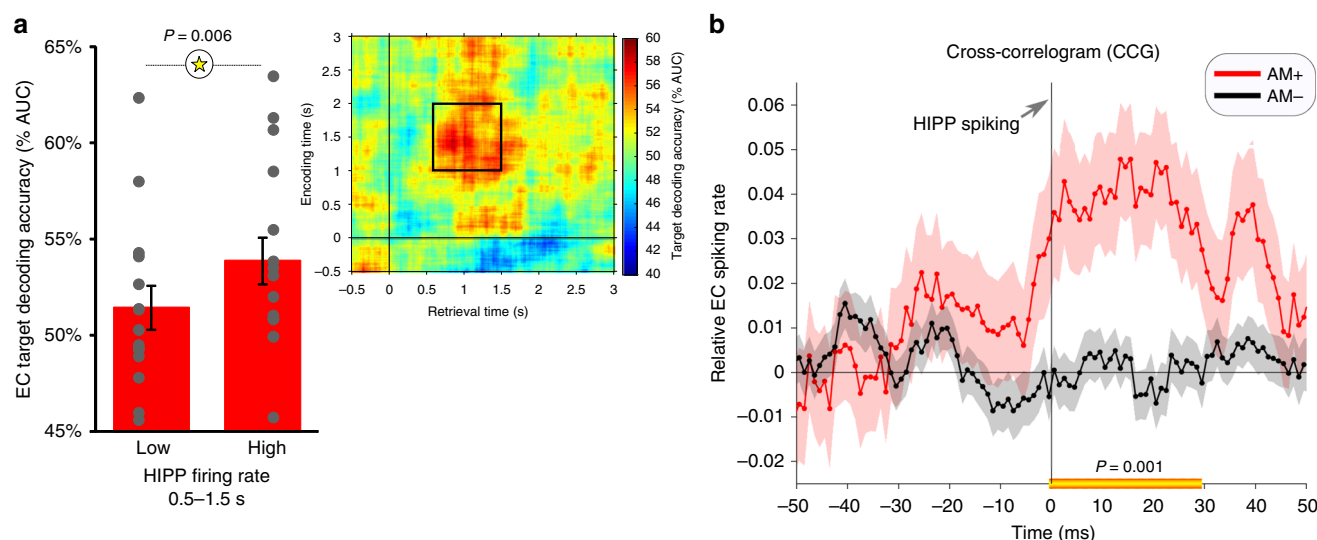 a
P = 0.006
65%
60%
55%
50%
45%
EC target decoding accuracy (% AUC)
Low
High
HIPP firing rate
0.5–1.5 s
3
2.5
2
1.5
1
0.5
0
–0.5
Encoding time (s)
–0.5
0
0.5
1
1.5
2
2.5
3
Retrieval time (s)
60
58
56
54
52
50
48
46
44
42
40
Target decoding accuracy (% AUC)
b
Cross-correlogram (CCG)
AM+
AM–
HIPP spiking
0.06
0.05
0.04
0.03
0.02
0.01
0
–0.01
–0.02
Relative EC spiking rate
P = 0.001
–50
–40
–30
–20
–10
0
10
20
30
40
50
Time (ms)